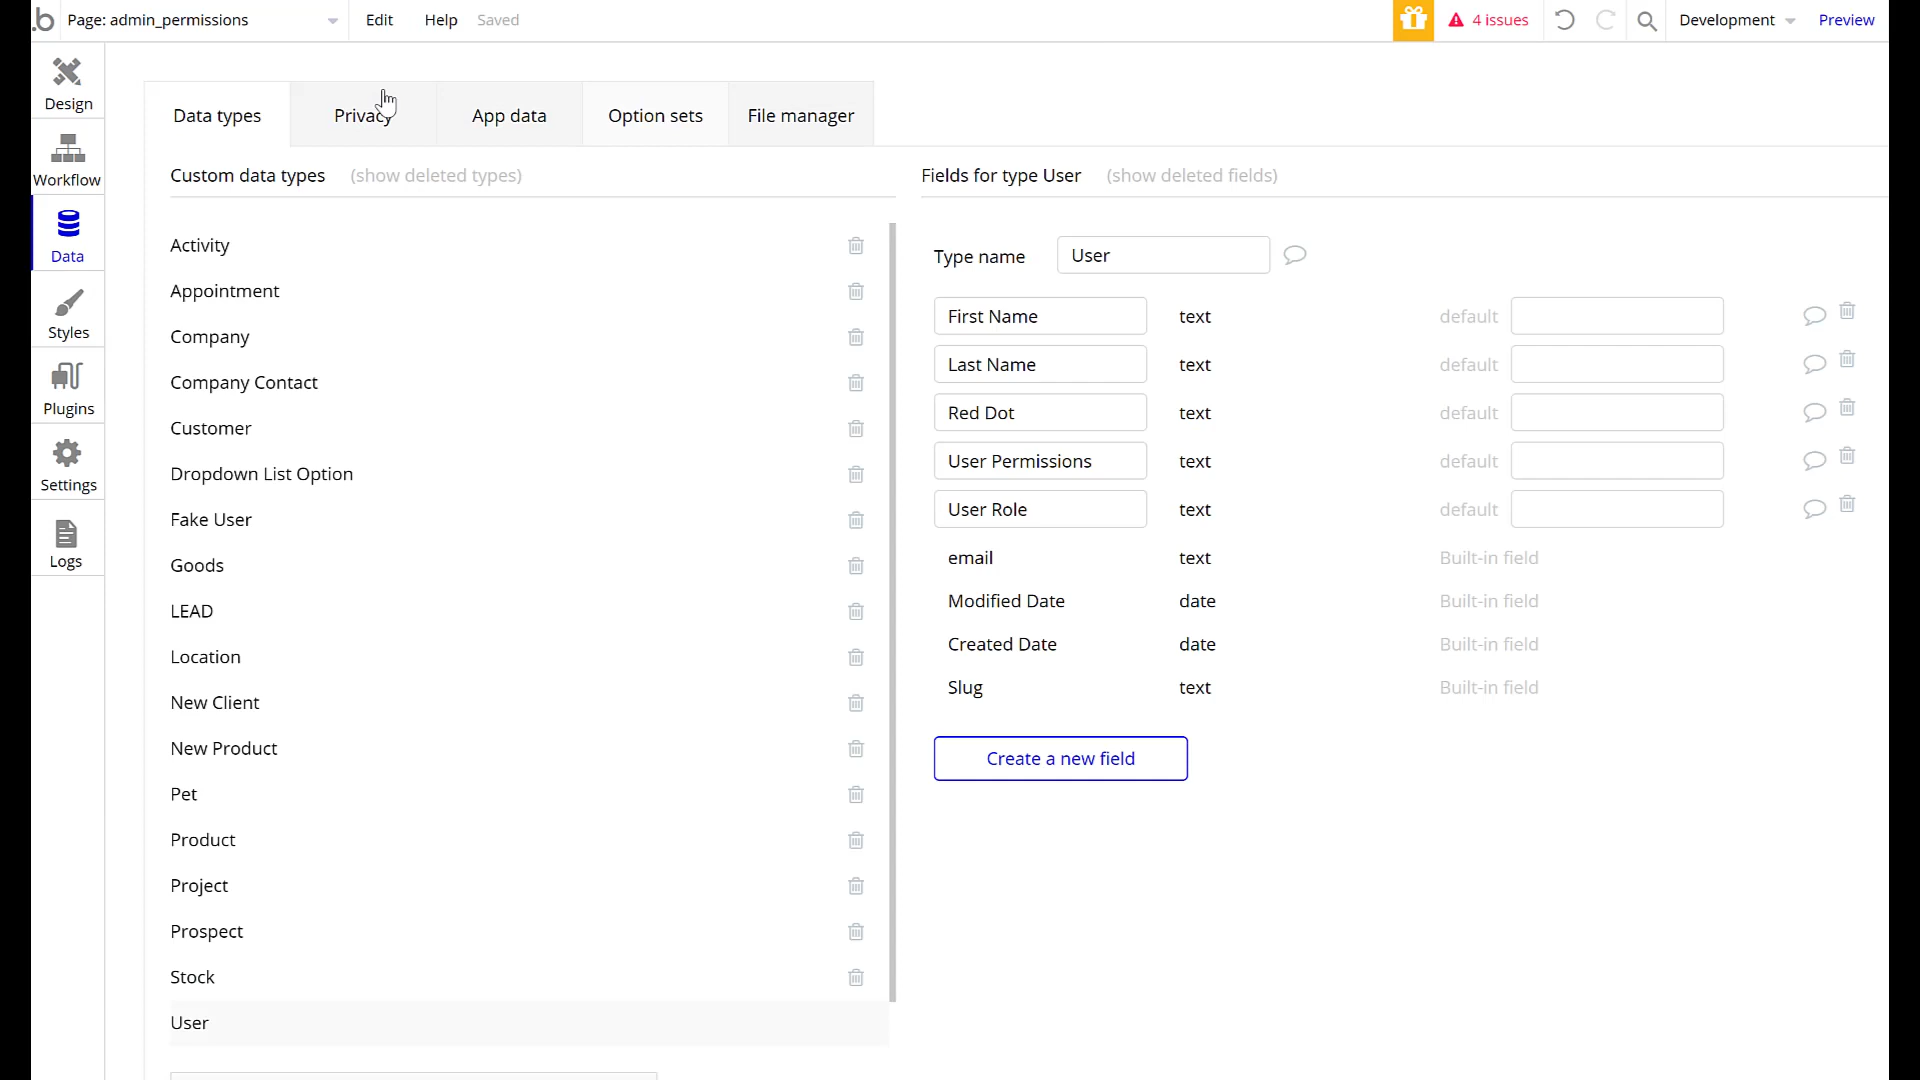 .b Page: admin_permissions Edit Help Saved 4 issues Development Preview
Design
Workflow
Data
Styles
Plugins
Settings
Logs
Data types Privacy App data Option sets File manager
Custom data types (show deleted types)
Activity
Appointment
Company
Company Contact
Customer
Dropdown List Option
Fake User
Goods
LEAD
Location
New Client
New Product
Pet
Product
Project
Prospect
Stock
User
Fields for type User (show deleted fields)
Type name User
First Name text default
Last Name text default
Red Dot text default
User Permissions text default
User Role text default
email text Built-in field
Modified Date date Built-in field
Created Date date Built-in field
Slug text Built-in field
Create a new field